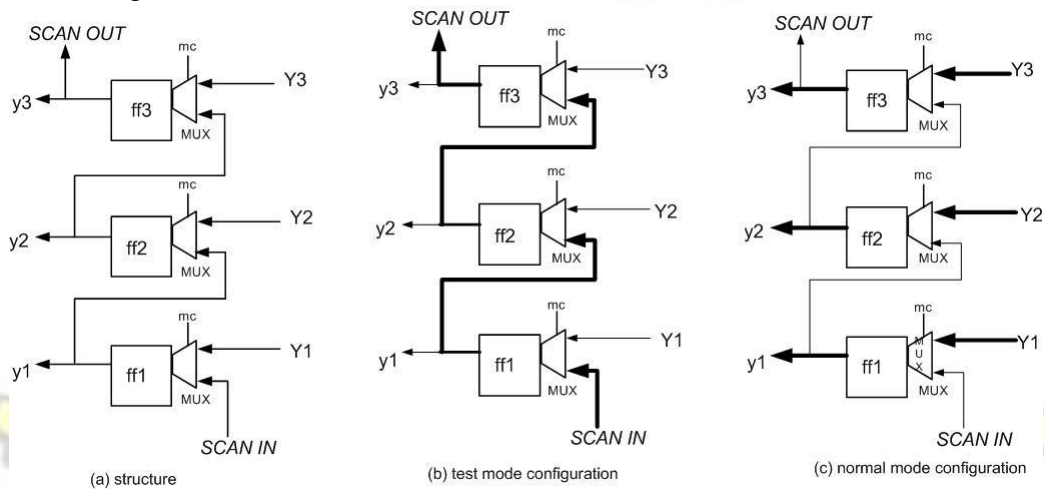 SCAN OUT
mc
Y3
y3
ff3
MUX
mc
Y2
y2
ff2
MUX
mc
Y1
y1
ff1
MUX
SCAN IN
(a) structure
SCAN OUT
mc
Y3
y3
ff3
MUX
mc
Y2
y2
ff2
MUX
mc
Y1
y1
ff1
MUX
SCAN IN
(b) test mode configuration
SCAN OUT
mc
Y3
y3
ff3
MUX
mc
Y2
y2
ff2
MUX
mc
Y1
y1
ff1
MUX
MUX
SCAN IN
(c) normal mode configuration